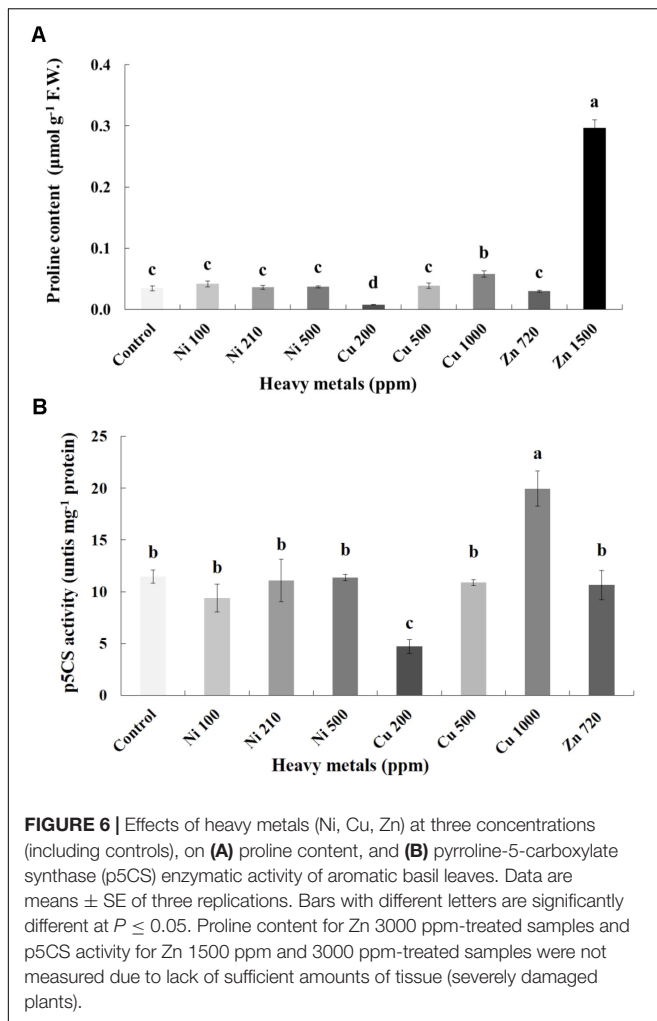 A
Proline content (μmol g⁻¹ F.W.)
0.4
0.3
0.2
0.1
0.0
c
c
c
c
d
c
b
c
a
Control
Ni 100
Ni 210
Ni 500
Cu 200
Cu 500
Cu 1000
Zn 720
Zn 1500
Heavy metals (ppm)
B
p5CS activity (untis mg⁻¹ protein)
25
20
15
10
5
0
b
b
b
b
c
b
a
b
Control
Ni 100
Ni 210
Ni 500
Cu 200
Cu 500
Cu 1000
Zn 720
Heavy metals (ppm)
FIGURE 6 | Effects of heavy metals (Ni, Cu, Zn) at three concentrations
(including controls), on (A) proline content, and (B) pyrroline-5-carboxylate
synthase (p5CS) enzymatic activity of aromatic basil leaves. Data are
means ± SE of three replications. Bars with different letters are significantly
different at P ≤ 0.05. Proline content for Zn 3000 ppm-treated samples and
p5CS activity for Zn 1500 ppm and 3000 ppm-treated samples were not
measured due to lack of sufficient amounts of tissue (severely damaged
plants).